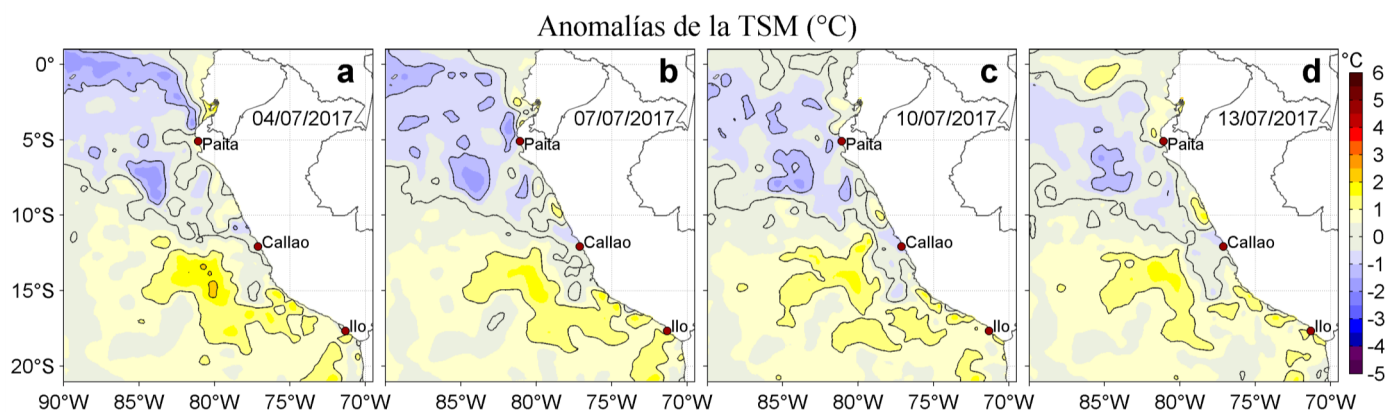 Anomalías de la TSM (°C)
a
04/07/2017
Paita
Callao
Ilo
b
07/07/2017
Paita
Callao
Ilo
c
10/07/2017
Paita
Callao
Ilo
d
13/07/2017
Paita
Callao
Ilo
0°
5°S
10°S
15°S
20°S
90°W
85°W
80°W
75°W
70°W
85°W
80°W
75°W
70°W
85°W
80°W
75°W
70°W
85°W
80°W
75°W
70°W
°C
6
5
4
3
2
1
0
-1
-2
-3
-4
-5